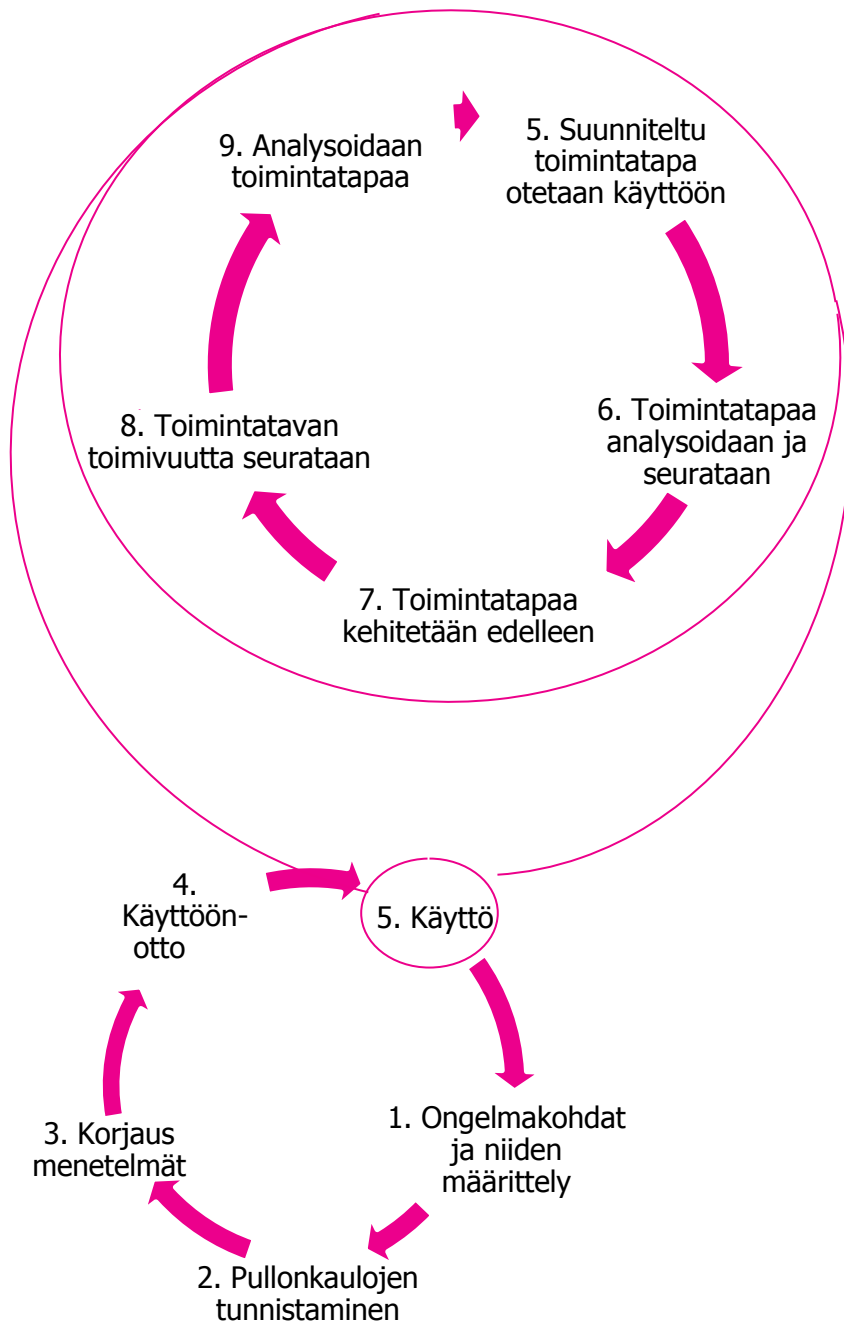 9. Analysoidaan
toimintatapaa
5. Suunniteltu
toimintatapa
otetaan käyttöön
6. Toimintatapaa
analysoidaan ja
seurataan
7. Toimintatapaa
kehitetään edelleen
8. Toimintatavan
toimivuutta seurataan
4.
Käyttöön-
otto
5. Käyttö
1. Ongelmakohdat
ja niiden
määrittely
2. Pullonkaulojen
tunnistaminen
3. Korjaus
menetelmät